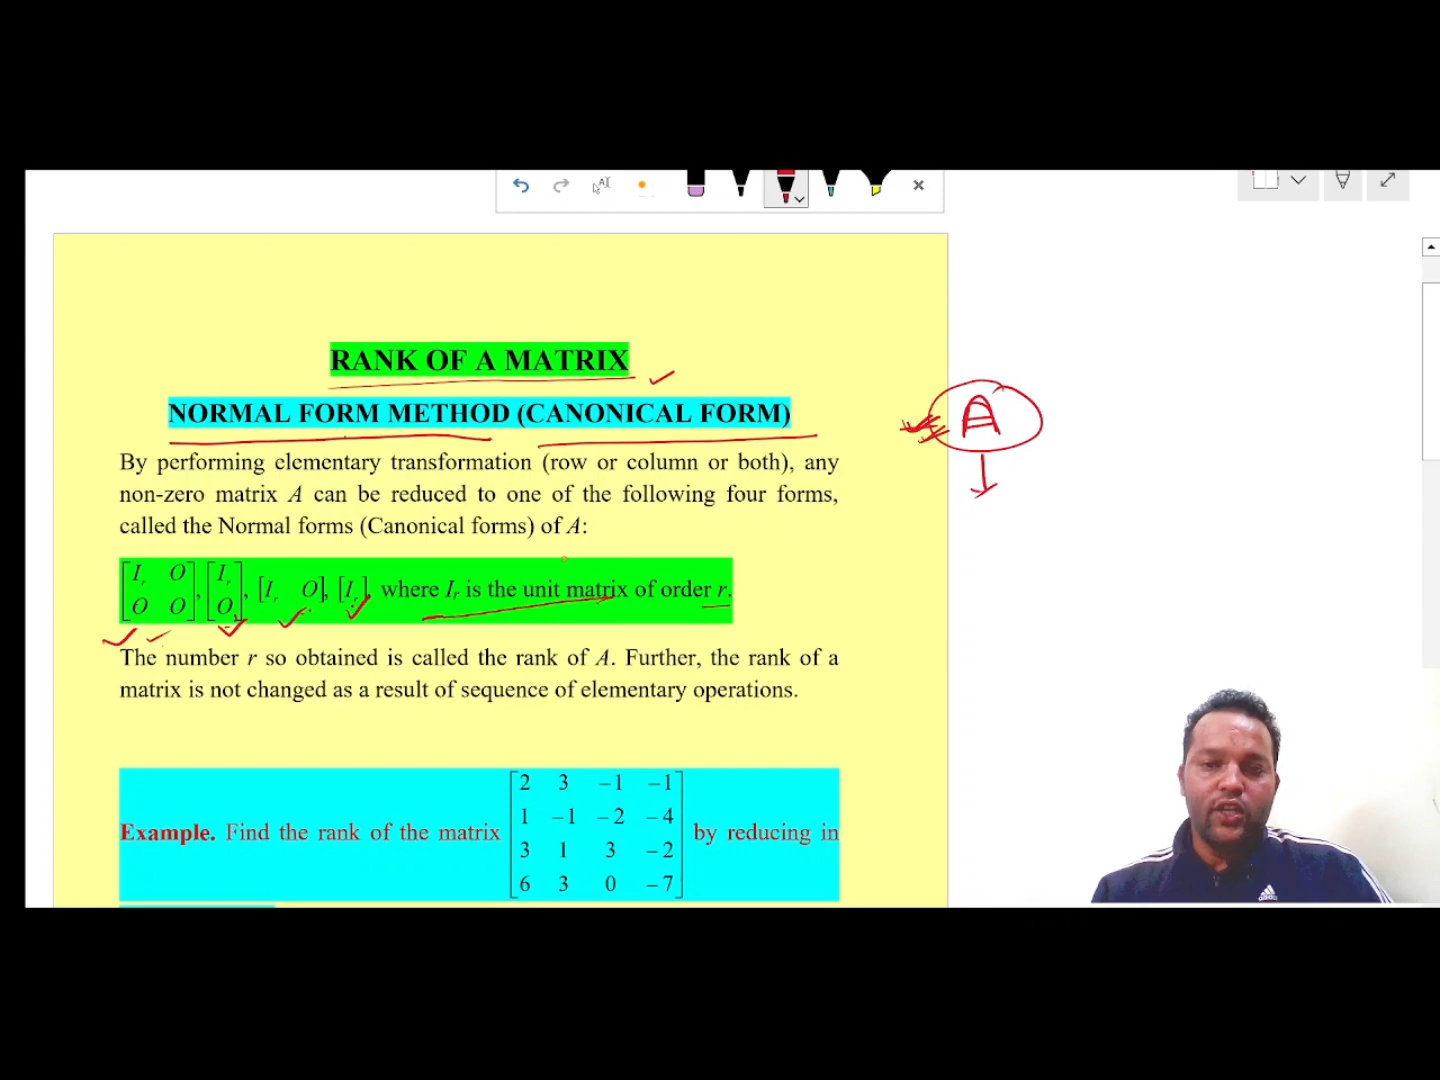 RANK OF A MATRIX
NORMAL FORM METHOD (CANONICAL FORM)
A
By performing elementary transformation (row or column or both), any
non-zero matrix A can be reduced to one of the following four forms,
called the Normal forms (Canonical forms) of A:
[I_r O; O O], [I_r; O], [I_r O], [I_r], where I_r is the unit matrix of order r.
The number r so obtained is called the rank of A. Further, the rank of a
matrix is not changed as a result of sequence of elementary operations.
Example. Find the rank of the matrix [2 3 −1 −1; 1 −1 −2 −4; 3 1 3 −2; 6 3 0 −7] by reducing in
adidas